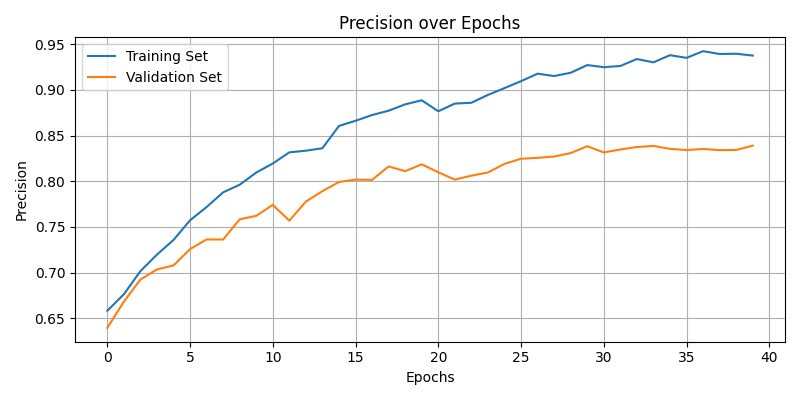 Precision over Epochs
Training Set
Validation Set
0.95
0.90
0.85
0.80
0.75
0.70
0.65
Precision
0 5 10 15 20 25 30 35 40
Epochs